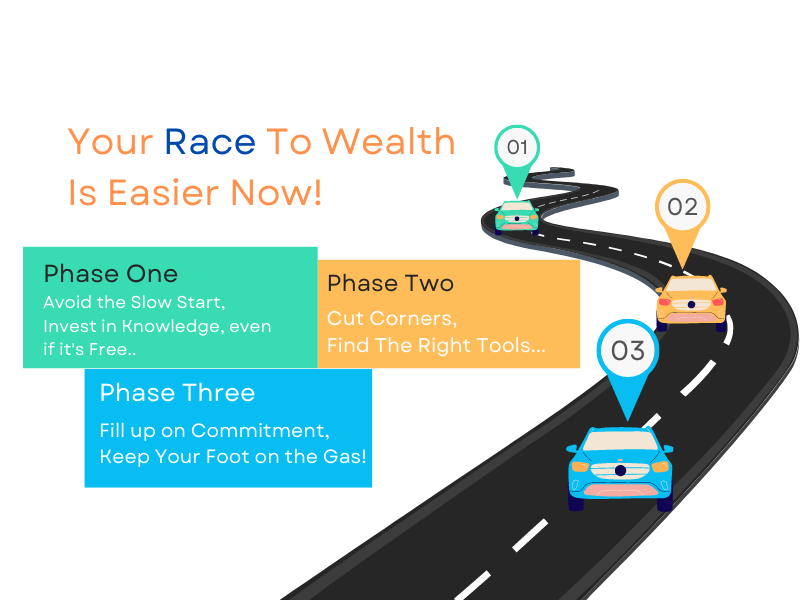 Your Race To Wealth
Is Easier Now!
01
02
03
Phase One
Avoid the Slow Start,
Invest in Knowledge, even
if it's Free..
Phase Two
Cut Corners,
Find The Right Tools...
Phase Three
Fill up on Commitment,
Keep Your Foot on the Gas!